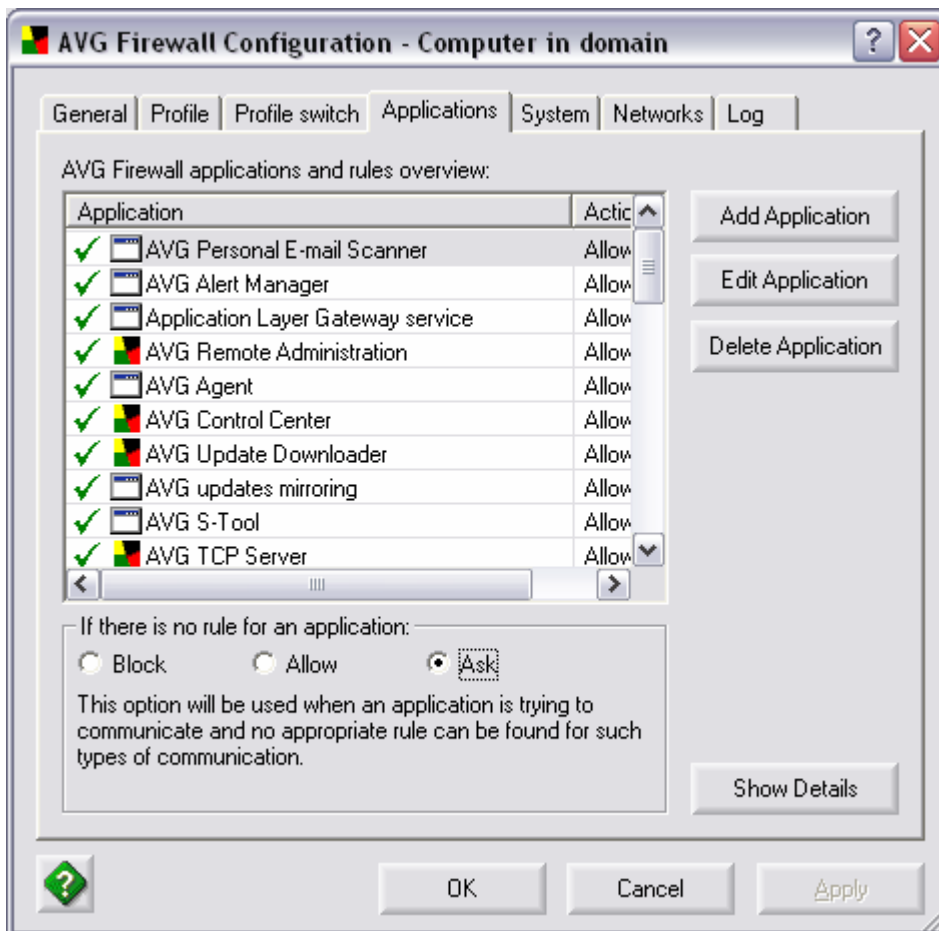 AVG Firewall Configuration - Computer in domain
General Profile Profile switch Applications System Networks Log
AVG Firewall applications and rules overview:
Application Actic
AVG Personal E-mail Scanner Allow
AVG Alert Manager Allow
Application Layer Gateway service Allow
AVG Remote Administration Allow
AVG Agent Allow
AVG Control Center Allow
AVG Update Downloader Allow
AVG updates mirroring Allow
AVG S-Tool Allow
AVG TCP Server Allow
Add Application
Edit Application
Delete Application
If there is no rule for an application:
Block Allow Ask
This option will be used when an application is trying to
communicate and no appropriate rule can be found for such
types of communication.
Show Details
OK Cancel Apply